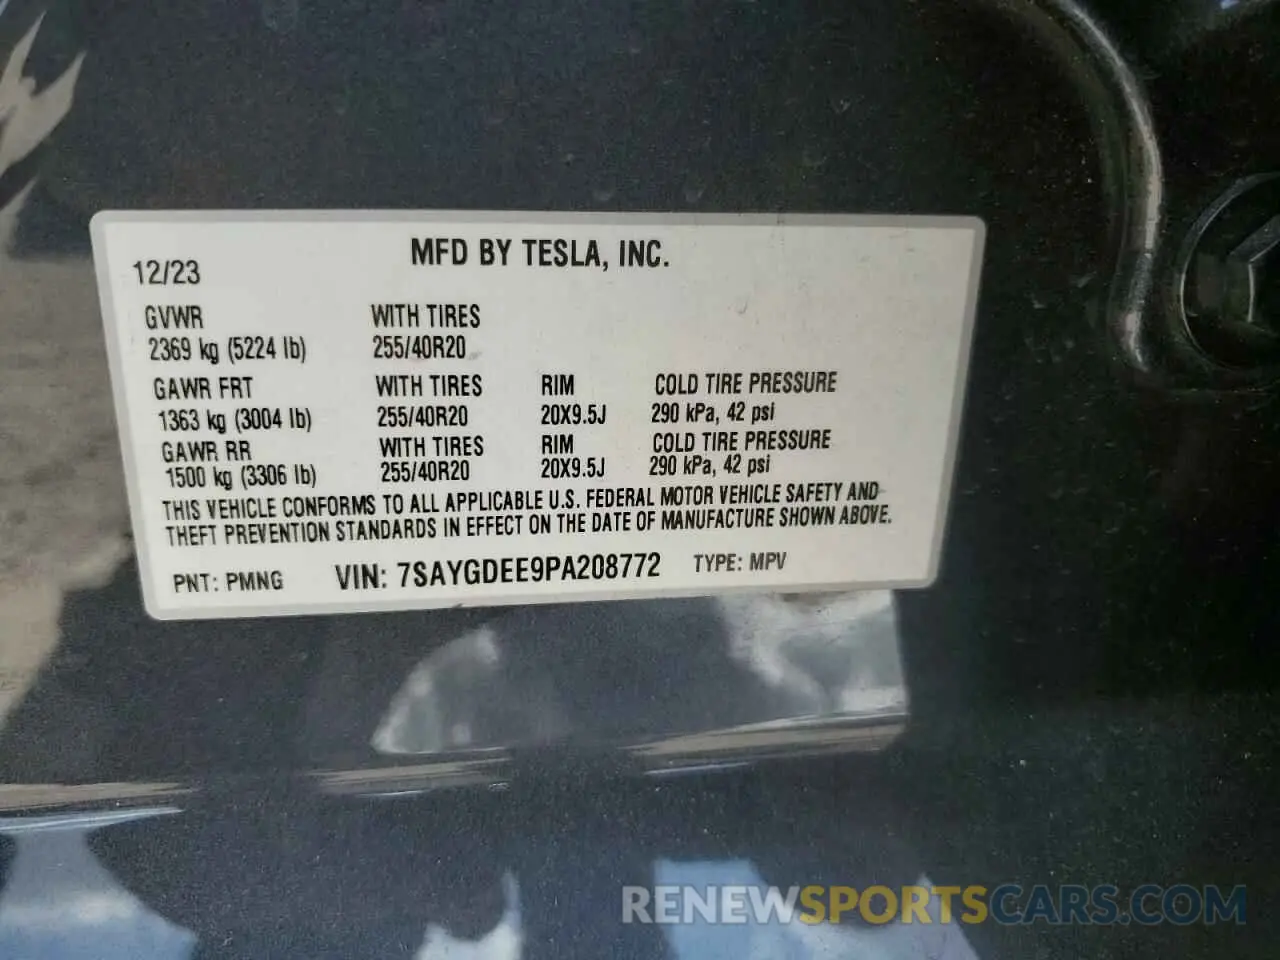 MFD BY TESLA, INC.
12/23
GVWR WITH TIRES
2369 kg (5224 lb) 255/40R20
GAWR FRT WITH TIRES RIM COLD TIRE PRESSURE
1363 kg (3004 lb) 255/40R20 20X9.5J 290 kPa, 42 psi
GAWR RR WITH TIRES RIM COLD TIRE PRESSURE
1500 kg (3306 lb) 255/40R20 20X9.5J 290 kPa, 42 psi
THIS VEHICLE CONFORMS TO ALL APPLICABLE U.S. FEDERAL MOTOR VEHICLE SAFETY AND
THEFT PREVENTION STANDARDS IN EFFECT ON THE DATE OF MANUFACTURE SHOWN ABOVE.
PNT: PMNG VIN: 7SAYGDEE9PA208772 TYPE: MPV
RENEWSPORTSCARS.COM